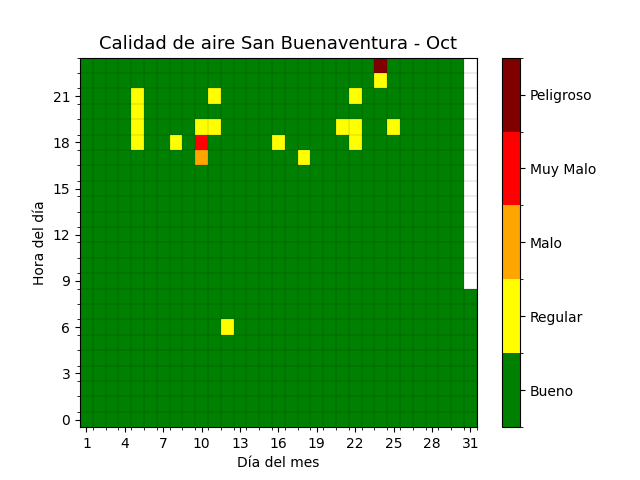 Calidad de aire San Buenaventura - Oct
Hora del día
21
18
15
12
9
6
3
0
1 4 7 10 13 16 19 22 25 28 31
Día del mes
Peligroso
Muy Malo
Malo
Regular
Bueno